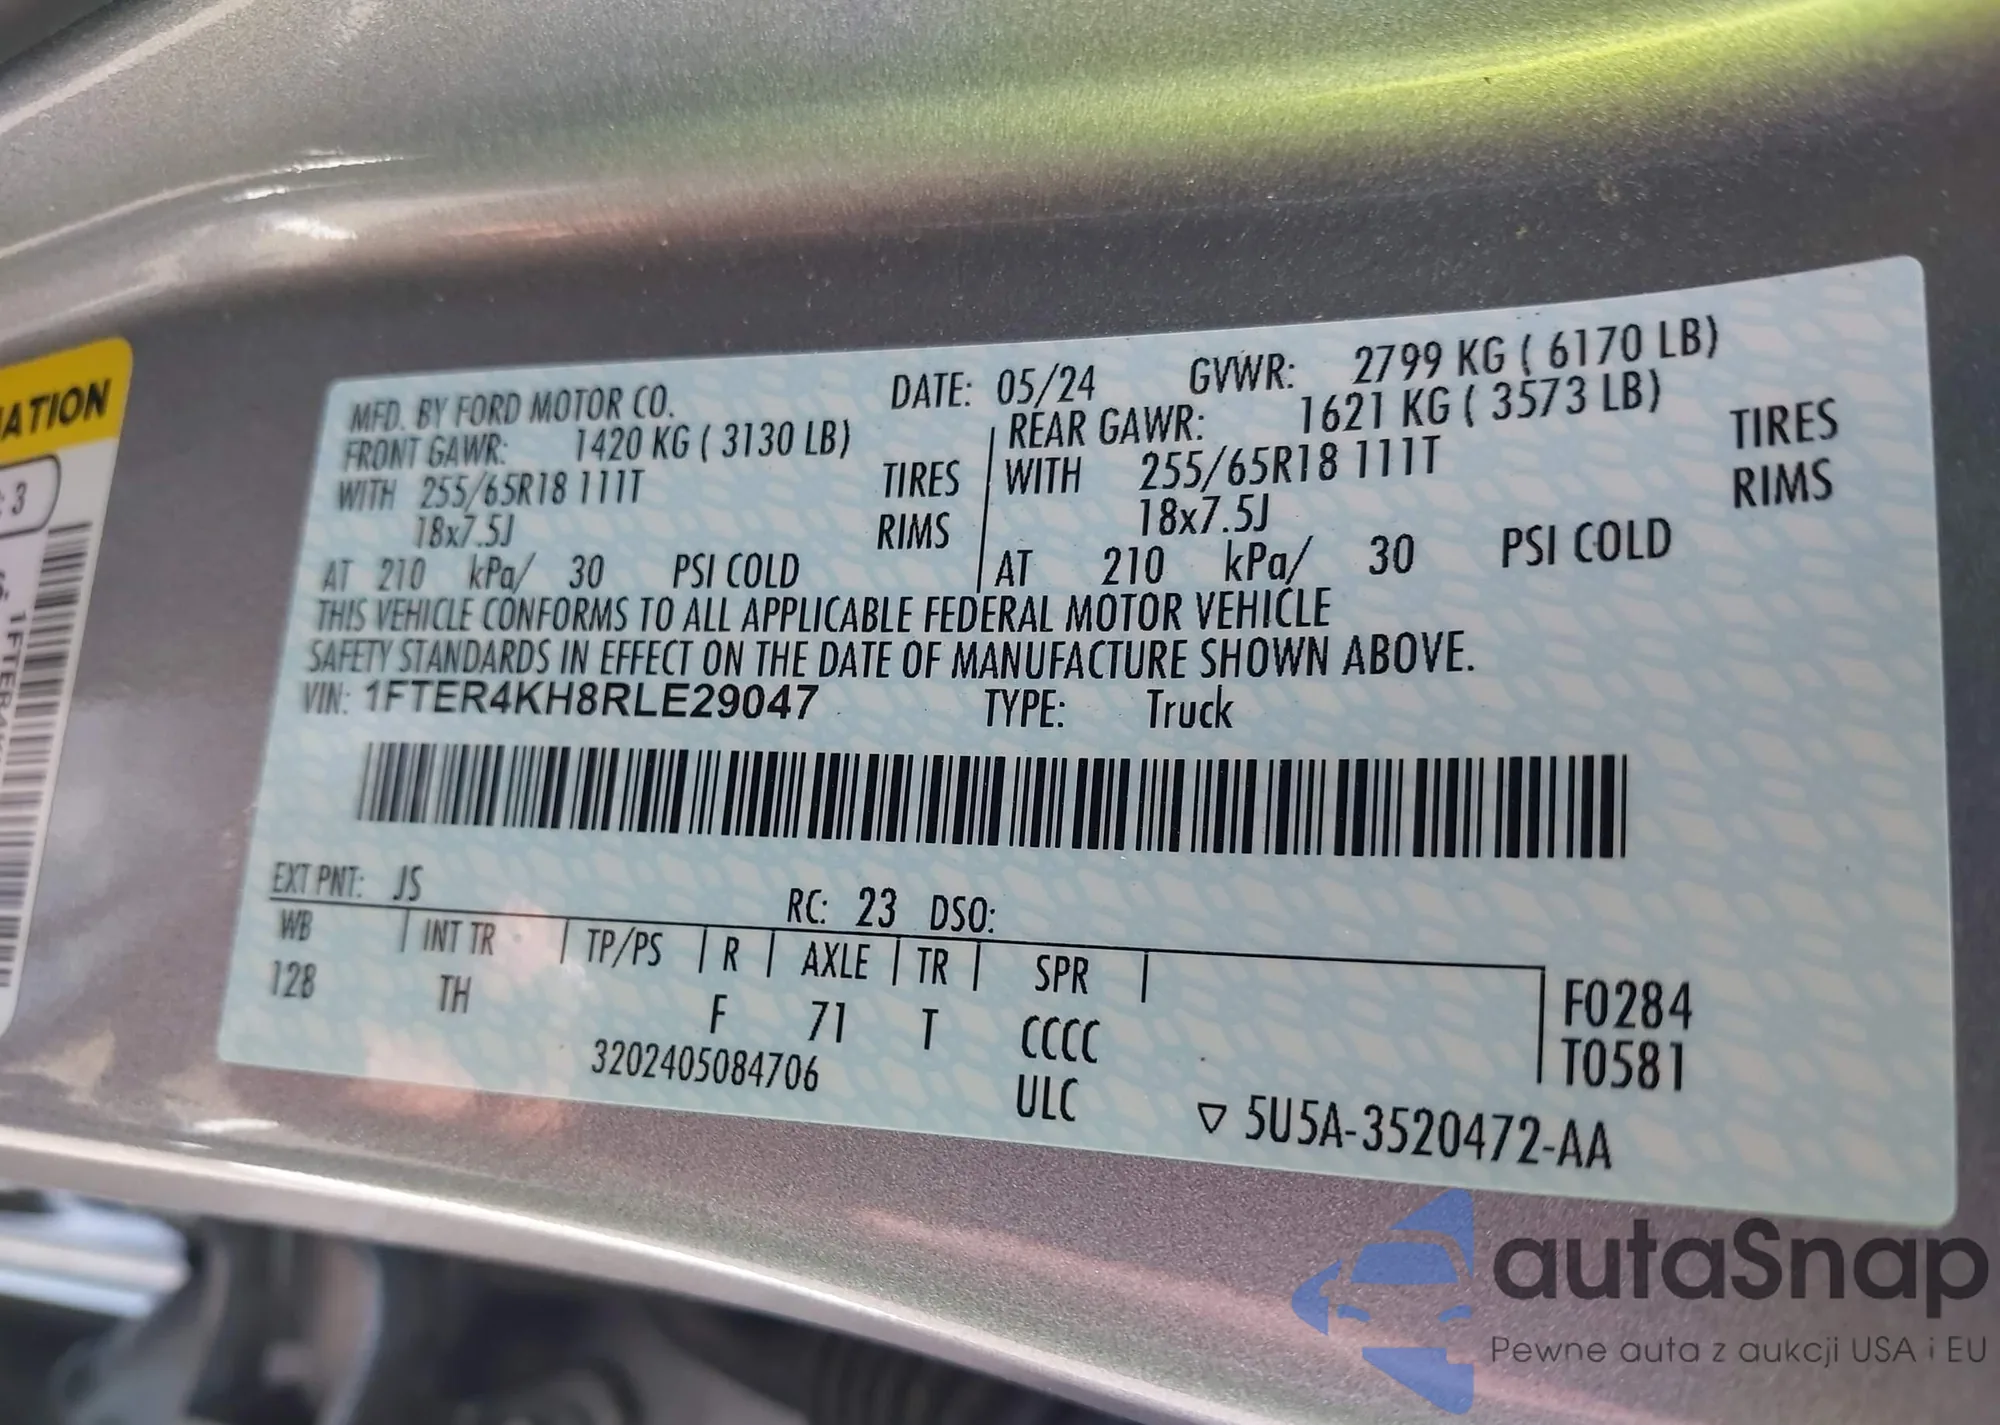 MATION
: 3
S.
MFD. BY FORD MOTOR CO. DATE: 05/24 GVWR: 2799 KG ( 6170 LB)
FRONT GAWR: 1420 KG ( 3130 LB) REAR GAWR: 1621 KG ( 3573 LB)
WITH 255/65R18 111T TIRES WITH 255/65R18 111T TIRES
18x7.5J RIMS 18x7.5J RIMS
AT 210 kPa/ 30 PSI COLD AT 210 kPa/ 30 PSI COLD
THIS VEHICLE CONFORMS TO ALL APPLICABLE FEDERAL MOTOR VEHICLE
SAFETY STANDARDS IN EFFECT ON THE DATE OF MANUFACTURE SHOWN ABOVE.
VIN: 1FTER4KH8RLE29047 TYPE: Truck
EXT PNT: JS RC: 23 DSO:
WB INT TR TP/PS R AXLE TR SPR
128 TH F 71 T CCCC F0284
3202405084706 ULC T0581
▽ 5U5A-3520472-AA
autaSnap
Pewne auta z aukcji USA i EU